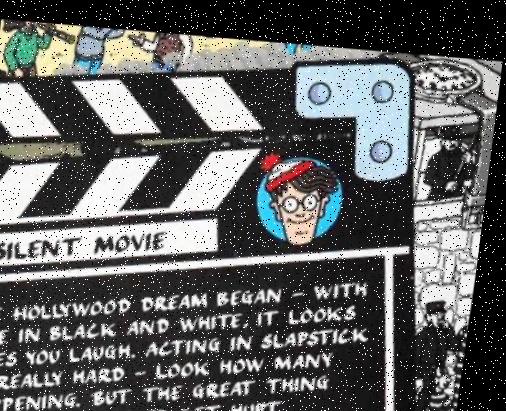 SILENT MOVIE
HOLLYWOOD DREAM BEGAN – WITH
IN BLACK AND WHITE. IT LOOKS
YOU LAUGH. ACTING IN SLAPSTICK
REALLY HARD – LOOK HOW MANY
BUT THE GREAT THING
HURT